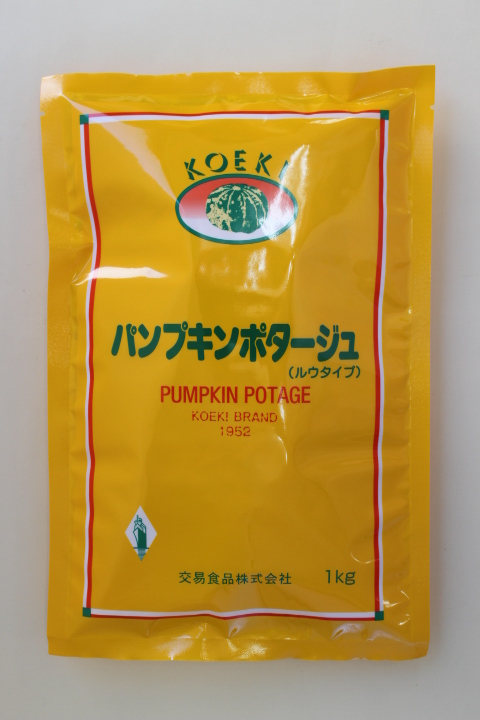 KOEKI
パンプキンポタージュ
(ルウタイプ)
PUMPKIN POTAGE
KOEKI BRAND
1952
交易食品株式会社 1kg